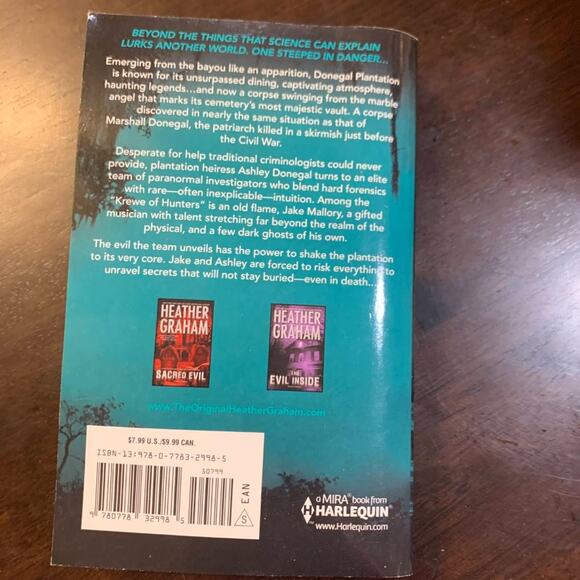 BEYOND THE THINGS THAT SCIENCE CAN EXPLAIN
LURKS ANOTHER WORLD. ONE STEEPED IN DANGER...
Emerging from the bayou like an apparition, Donegal Plantation
is known for its unsurpassed dining, captivating atmosphere,
haunting legends...and now a corpse swinging from the marble
angel that marks its cemetery's most majestic vault. A corpse
discovered in nearly the same situation as that of
Marshall Donegal, the patriarch killed in a skirmish just before
the Civil War.
Desperate for help traditional criminologists could never
provide, plantation heiress Ashley Donegal turns to an elite
team of paranormal investigators who blend hard forensics
with rare—often inexplicable—intuition. Among the
"Krewe of Hunters" is an old flame, Jake Mallory, a gifted
musician with talent stretching far beyond the realm of the
physical, and a few dark ghosts of his own.
The evil the team unveils has the power to shake the plantation
to its very core. Jake and Ashley are forced to risk everything to
unravel secrets that will not stay buried—even in death...
HEATHER
GRAHAM
SACRED EVIL
HEATHER
GRAHAM
THE
EVIL INSIDE
www.TheOriginalHeatherGraham.com
$7.99 U.S./$9.99 CAN.
ISBN-13:978-0-7783-2998-5
50799
9 780778 329985
S
EAN
a MIRA book from
HARLEQUIN
www.Harlequin.com